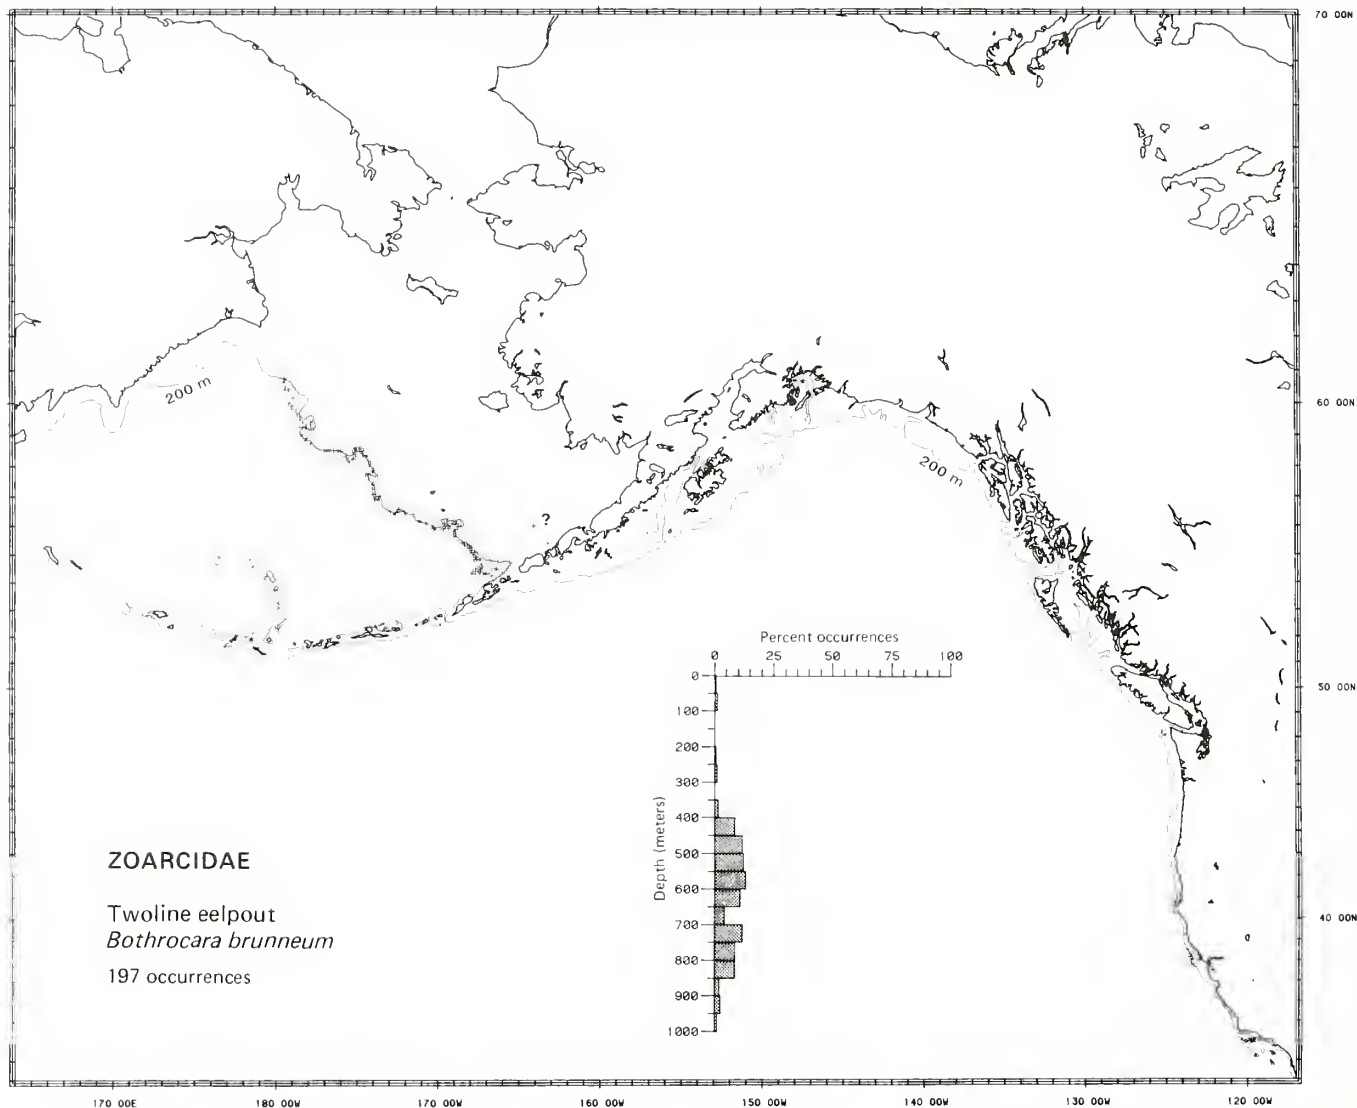 70 00N
200 m
60 00N
200 m
?
Percent occurrences
0 25 50 75 100
50 00N
Depth (meters)
0
100
200
300
400
500
600
700
800
900
1000
ZOARCIDAE
Twoline eelpout
Bothrocara brunneum
197 occurrences
40 00N
170 00E 180 00W 170 00W 160 00W 150 00W 140 00W 130 00W 120 00W